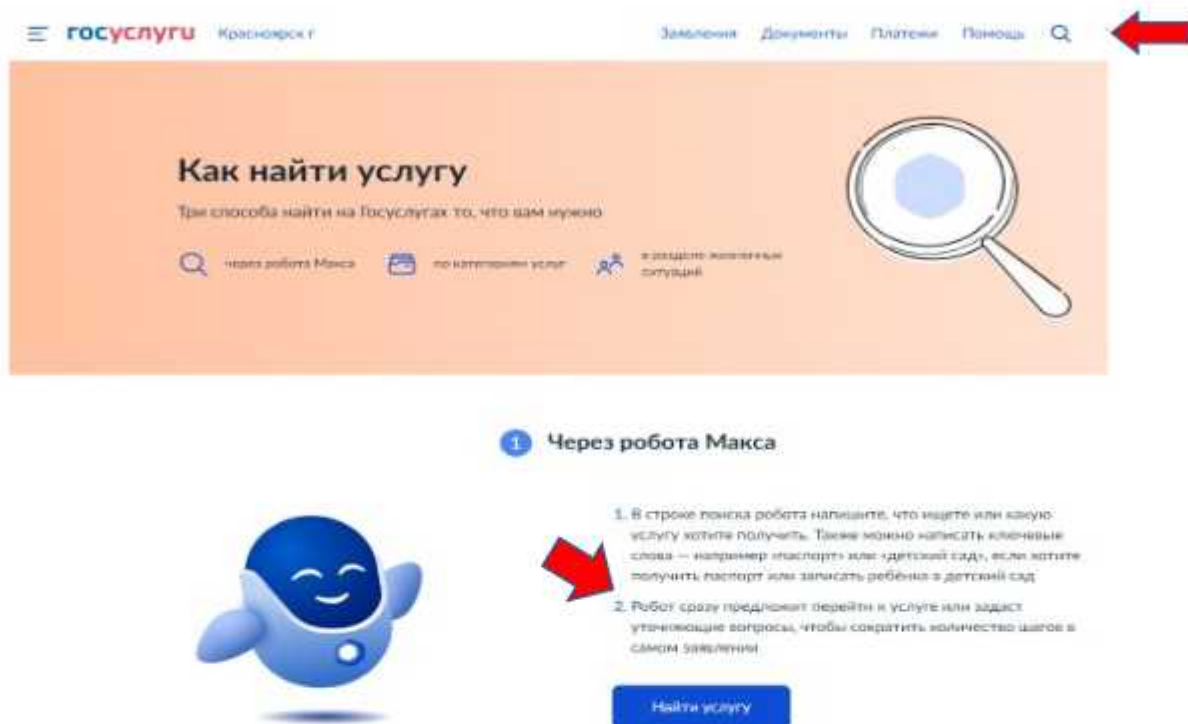 госуслуги Красноярск г Заявления Документы Платежи Помощь
Как найти услугу
Три способа найти на Госуслугах то, что вам нужно
через робота Макса по категориям услуг в разделе жизненных
ситуаций
1 Через робота Макса
1. В строке поиска робота напишите, что ищете или какую
услугу хотите получить. Также можно написать ключевые
слова — например «паспорт» или «детский сад», если хотите
получить паспорт или записать ребёнка в детский сад
2. Робот сразу предложит перейти к услуге или задаст
уточняющие вопросы, чтобы сократить количество шагов в
самом заявлении
Найти услугу